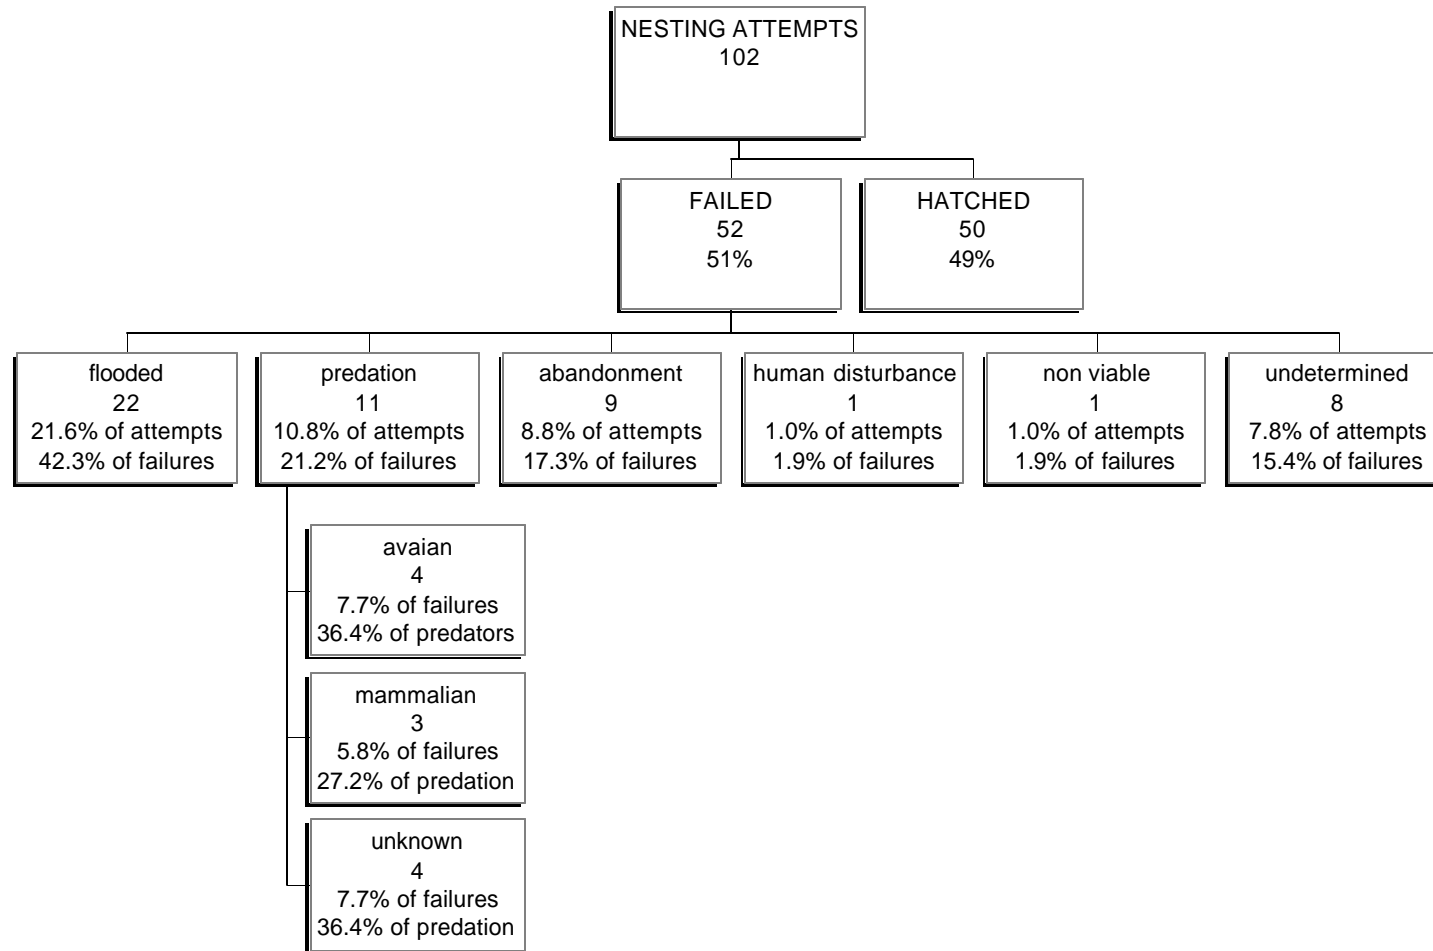 NESTING ATTEMPTS
102
FAILED
52
51%
HATCHED
50
49%
flooded
22
21.6% of attempts
42.3% of failures
predation
11
10.8% of attempts
21.2% of failures
abandonment
9
8.8% of attempts
17.3% of failures
human disturbance
1
1.0% of attempts
1.9% of failures
non viable
1
1.0% of attempts
1.9% of failures
undetermined
8
7.8% of attempts
15.4% of failures
avaian
4
7.7% of failures
36.4% of predators
mammalian
3
5.8% of failures
27.2% of predation
unknown
4
7.7% of failures
36.4% of predation